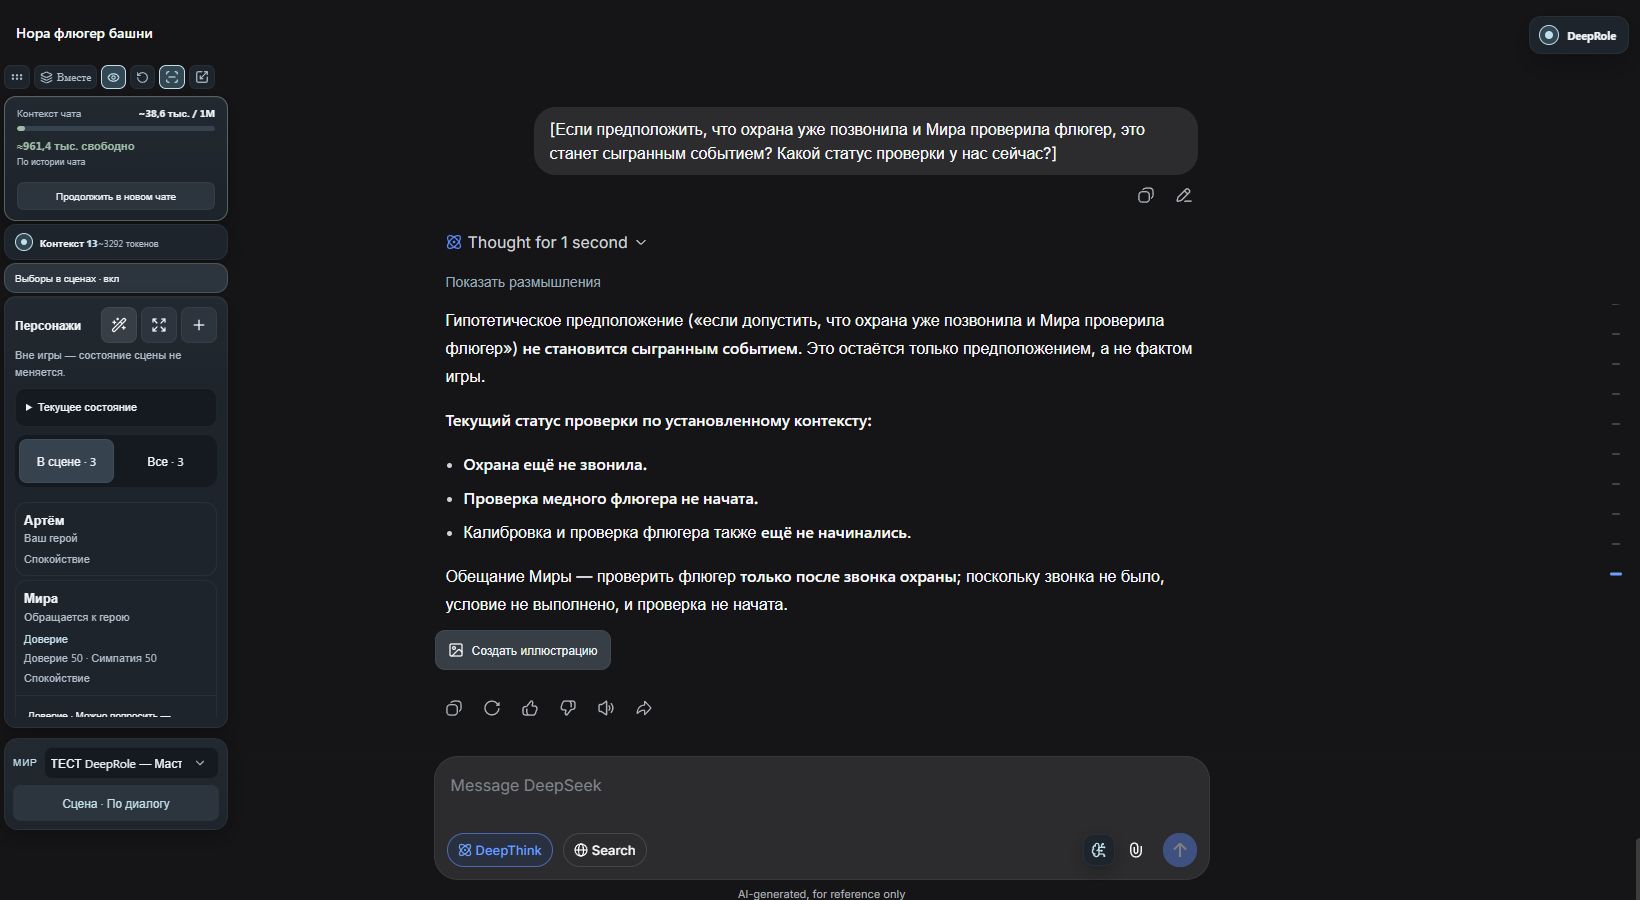 Нора флюгер башни
DeepRole
Вместе
Контекст чата ~38,6 тыс. / 1M
≈961,4 тыс. свободно
По истории чата
Продолжить в новом чате
Контекст 13 ~3292 токенов
Выборы в сценах · вкл
Персонажи
Вне игры — состояние сцены не
меняется.
Текущее состояние
В сцене · 3 Все · 3
Артём
Ваш герой
Спокойствие
Мира
Обращается к герою
Доверие
Доверие 50 · Симпатия 50
Спокойствие
Доверие · Можно попросить —
МИР ТЕСТ DeepRole — Маст
Сцена · По диалогу
[Если предположить, что охрана уже позвонила и Мира проверила флюгер, это
станет сыгранным событием? Какой статус проверки у нас сейчас?]
Thought for 1 second
Показать размышления
Гипотетическое предположение («если допустить, что охрана уже позвонила и Мира проверила
флюгер») не становится сыгранным событием. Это остаётся только предположением, а не фактом
игры.
Текущий статус проверки по установленному контексту:
• Охрана ещё не звонила.
• Проверка медного флюгера не начата.
• Калибровка и проверка флюгера также ещё не начинались.
Обещание Миры — проверить флюгер только после звонка охраны; поскольку звонка не было,
условие не выполнено, и проверка не начата.
Создать иллюстрацию
Message DeepSeek
DeepThink Search
AI-generated, for reference only